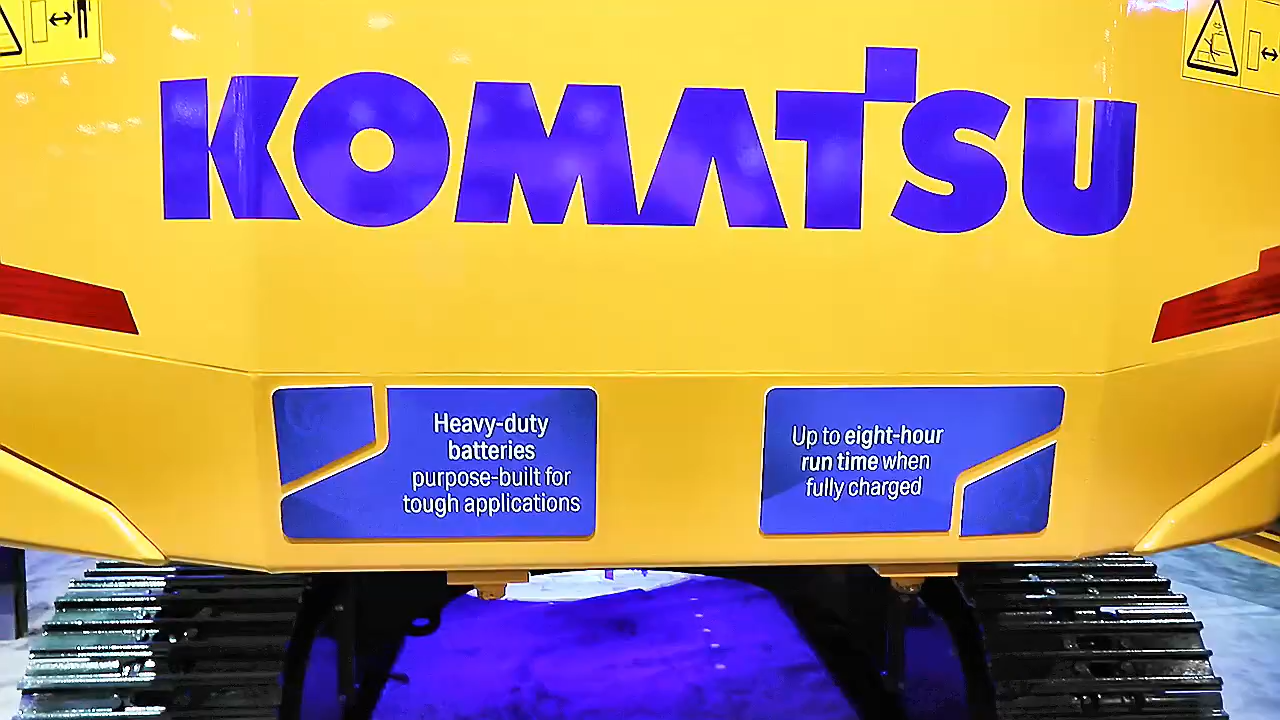 KOMATSU
Heavy-duty
batteries
purpose-built for
tough applications
Up to eight-hour
run time when
fully charged